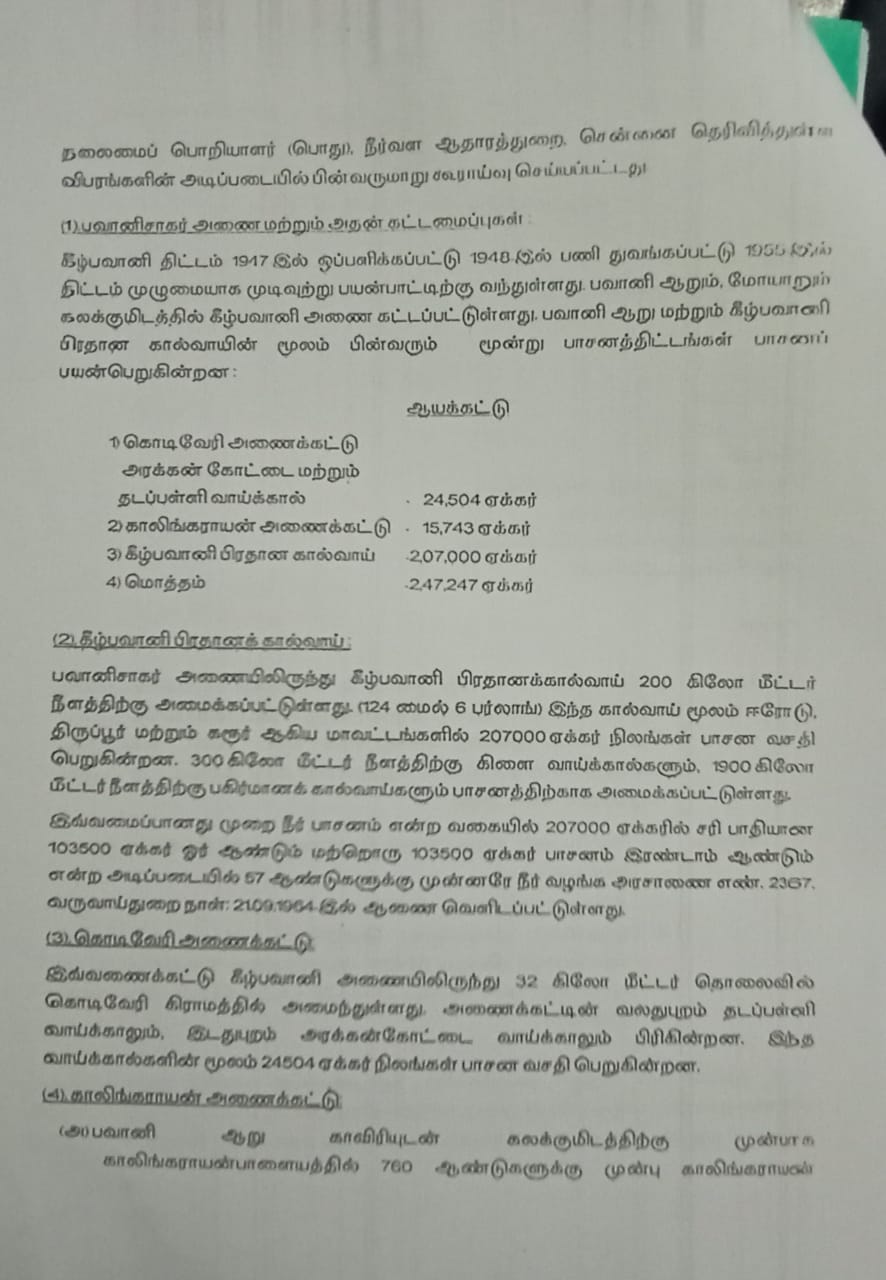 தலைமைப் பொறியாளர் (பொது), நீர்வள ஆதாரத்துறை, சென்னை தெரிவித்துள்ள
விபரங்களின் அடிப்படையில் பின்வருமாறு கூராய்வு செய்யப்பட்டது
(1).பவானிசாகர் அணை மற்றும் அதன் கட்டமைப்புகள் :
கீழ்பவானி திட்டம் 1947 இல் ஒப்பளிக்கப்பட்டு 1948-இல் பணி துவங்கப்பட்டு 1955-இல்
திட்டம் முழுமையாக முடிவுற்று பயன்பாட்டிற்கு வந்துள்ளது. பவானி ஆறும், மோயாறும்
கலக்குமிடத்தில் கீழ்பவானி அணை கட்டப்பட்டுள்ளது. பவானி ஆறு மற்றும் கீழ்பவானி
பிரதான கால்வாயின் மூலம் பின்வரும் மூன்று பாசனத்திட்டங்கள் பாசனப்
பயன்பெறுகின்றன :
ஆயக்கட்டு
1) கொடிவேரி அணைக்கட்டு
அரக்கன் கோட்டை மற்றும்
தடப்பள்ளி வாய்க்கால் - 24,504 ஏக்கர்
2) காலிங்கராயன் அணைக்கட்டு - 15,743 ஏக்கர்
3) கீழ்பவானி பிரதான கால்வாய் -2,07,000 ஏக்கர்
4) மொத்தம் -2,47,247 ஏக்கர்
(2).கீழ்பவானி பிரதானக் கால்வாய் :
பவானிசாகர் அணையிலிருந்து கீழ்பவானி பிரதானக்கால்வாய் 200 கிலோ மீட்டர்
நீளத்திற்கு அமைக்கப்பட்டுள்ளது. (124 மைல் 6 பர்லாங்) இந்த கால்வாய் மூலம் ஈரோடு,
திருப்பூர் மற்றும் கரூர் ஆகிய மாவட்டங்களில் 207000 ஏக்கர் நிலங்கள் பாசன வசதி
பெறுகின்றன. 300 கிலோ மீட்டர் நீளத்திற்கு கிளை வாய்க்கால்களும், 1900 கிலோ
மீட்டர் நீளத்திற்கு பகிர்மானக் கால்வாய்களும் பாசனத்திற்காக அமைக்கப்பட்டுள்ளது.
இவ்வமைப்பானது முறை நீர் பாசனம் என்ற வகையில் 207000 ஏக்கரில் சரி பாதியான
103500 ஏக்கர் ஓர் ஆண்டும் மற்றொரு 103500 ஏக்கர் பாசனம் இரண்டாம் ஆண்டும்
என்ற அடிப்படையில் 57 ஆண்டுகளுக்கு முன்னரே நீர் வழங்க அரசாணை எண். 2367,
வருவாய்துறை நாள்: 21.09.1964-இல் ஆணை வெளிடப்பட்டுள்ளது.
(3).கொடிவேரி அணைக்கட்டு:
இவ்வணைக்கட்டு கீழ்பவானி அணையிலிருந்து 32 கிலோ மீட்டர் தொலைவில்
கொடிவேரி கிராமத்தில் அமைந்துள்ளது. அணைக்கட்டின் வலதுபுறம் தடப்பள்ளி
வாய்க்காலும், இடதுபுறம் அரக்கன்கோட்டை வாய்க்காலும் பிரிகின்றன. இந்த
வாய்க்கால்களின் மூலம் 24504 ஏக்கர் நிலங்கள் பாசன வசதி பெறுகின்றன.
(4).காலிங்கராயன் அணைக்கட்டு:
(அ) பவானி ஆறு காவிரியுடன் கலக்குமிடத்திற்கு முன்பாக
காலிங்கராயன்பாளையத்தில் 760 ஆண்டுகளுக்கு முன்பு காலிங்கராயன்